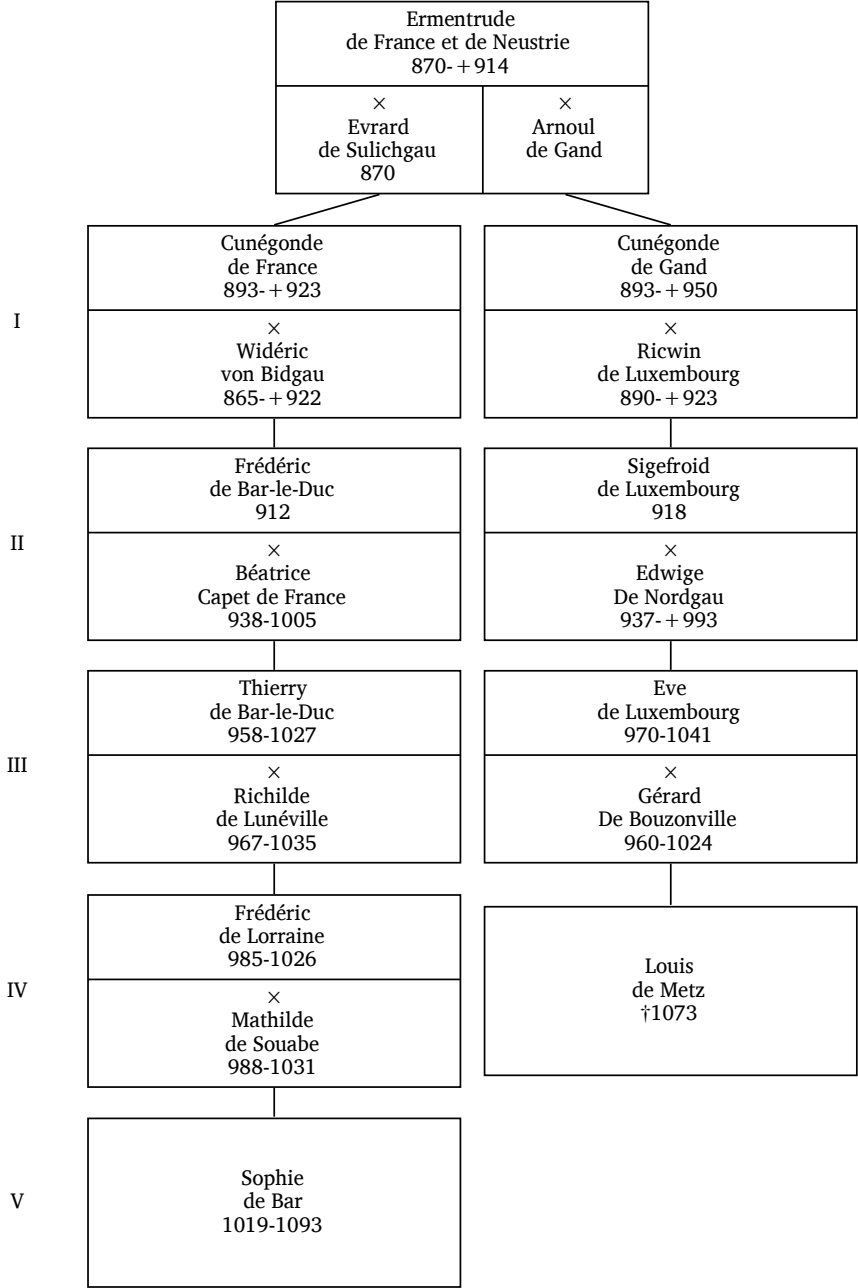 Ermentrude
de France et de Neustrie
870-+914
×
Evrard
de Sulichgau
870
×
Arnoul
de Gand
I
Cunégonde
de France
893-+923
×
Widéric
von Bidgau
865-+922
Cunégonde
de Gand
893-+950
×
Ricwin
de Luxembourg
890-+923
II
Frédéric
de Bar-le-Duc
912
×
Béatrice
Capet de France
938-1005
Sigefroid
de Luxembourg
918
×
Edwige
De Nordgau
937-+993
III
Thierry
de Bar-le-Duc
958-1027
×
Richilde
de Lunéville
967-1035
Eve
de Luxembourg
970-1041
×
Gérard
De Bouzonville
960-1024
IV
Frédéric
de Lorraine
985-1026
×
Mathilde
de Souabe
988-1031
Louis
de Metz
†1073
V
Sophie
de Bar
1019-1093